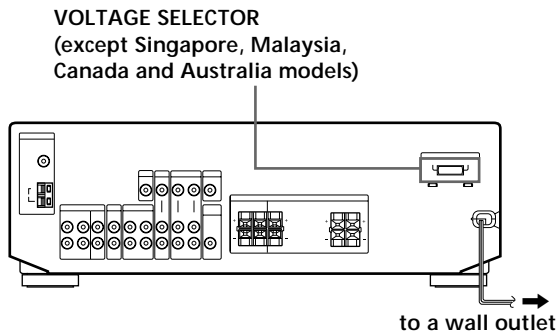 VOLTAGE SELECTOR
(except Singapore, Malaysia,
Canada and Australia models)
to a wall outlet